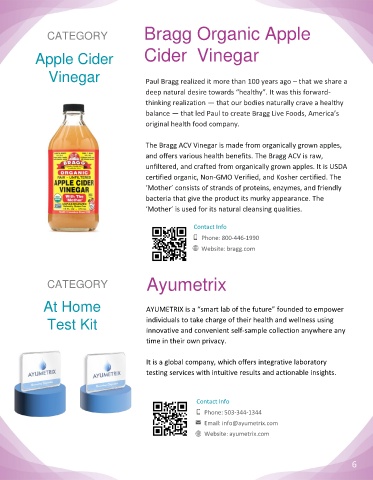 CATEGORY
Apple Cider
Vinegar
Bragg Organic Apple
Cider Vinegar
Paul Bragg realized it more than 100 years ago – that we share a
deep natural desire towards "healthy". It was this forward-
thinking realization — that our bodies naturally crave a healthy
balance — that led Paul to create Bragg Live Foods, America's
original health food company.
The Bragg ACV Vinegar is made from organically grown apples,
and offers various health benefits. The Bragg ACV is raw,
unfiltered, and crafted from organically grown apples. It is USDA
certified organic, Non-GMO Verified, and Kosher certified. The
'Mother' consists of strands of proteins, enzymes, and friendly
bacteria that give the product its murky appearance. The
'Mother' is used for its natural cleansing qualities.
BRAGG
ORGANIC
RAW - UNFILTERED
APPLE CIDER
VINEGAR
With The
'Mother'
Contact Info
Phone: 800-446-1990
Website: bragg.com
CATEGORY
At Home
Test Kit
Ayumetrix
AYUMETRIX is a "smart lab of the future" founded to empower
individuals to take charge of their health and wellness using
innovative and convenient self-sample collection anywhere any
time in their own privacy.
It is a global company, which offers integrative laboratory
testing services with intuitive results and actionable insights.
AYUMETRIX
AYUMETRIX
Contact Info
Phone: 503-344-1344
Email: info@ayumetrix.com
Website: ayumetrix.com
6